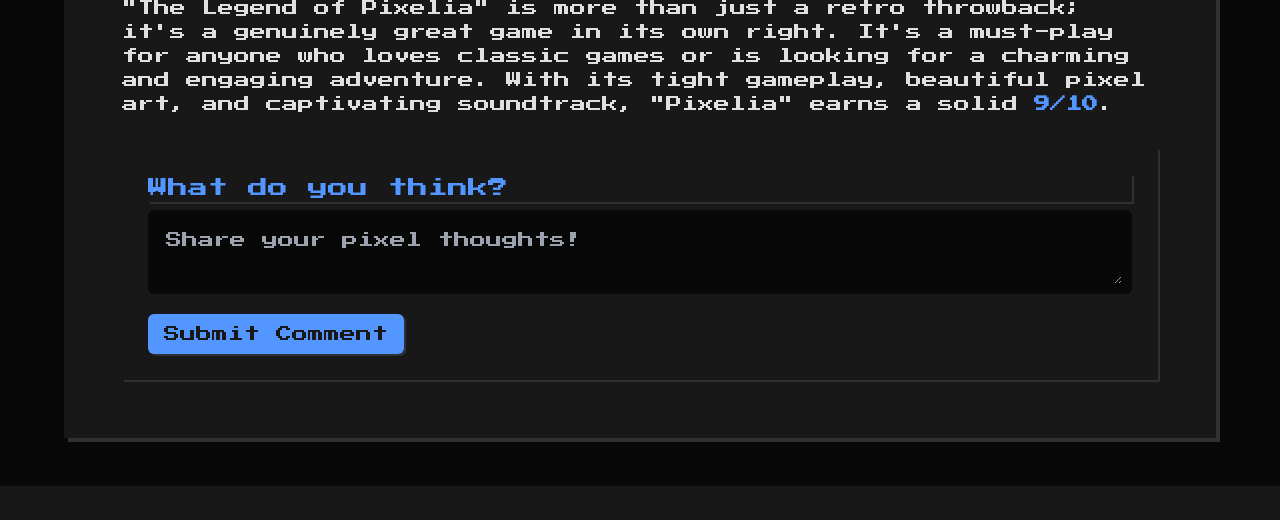 "The Legend of Pixelia" is more than just a retro throwback;
it's a genuinely great game in its own right. It's a must-play
for anyone who loves classic games or is looking for a charming
and engaging adventure. With its tight gameplay, beautiful pixel
art, and captivating soundtrack, "Pixelia" earns a solid 9/10.
What do you think?
Share your pixel thoughts!
Submit Comment